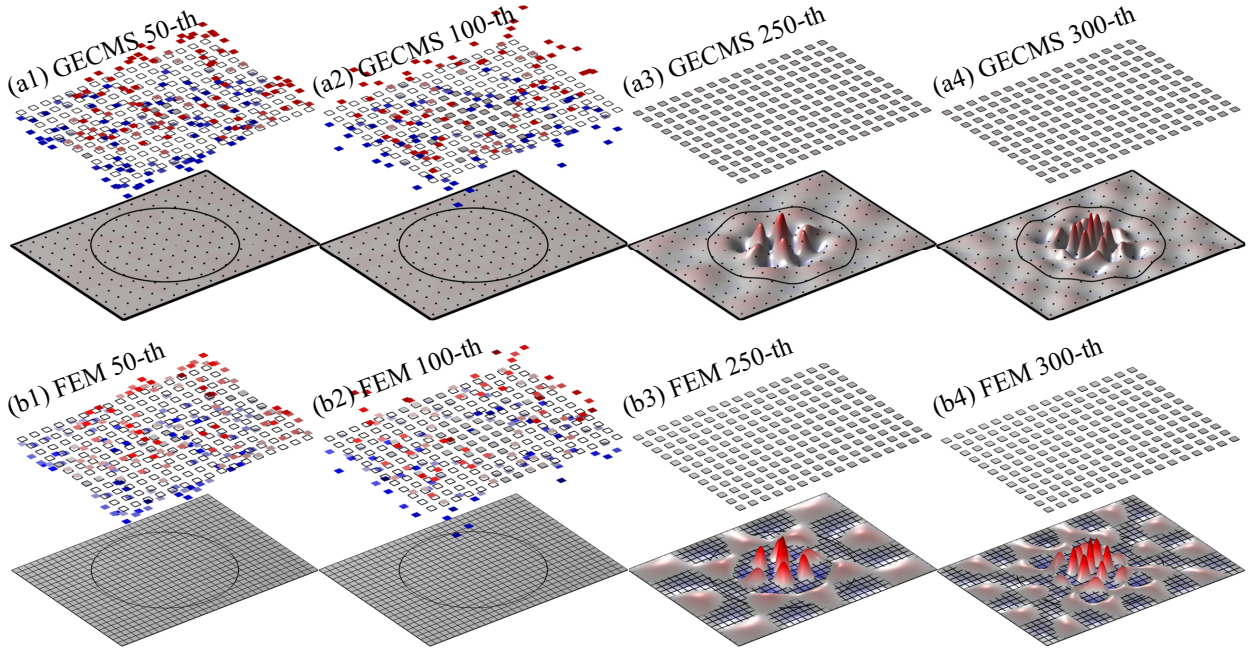 (a1) GECMS 50-th
(a2) GECMS 100-th
(a3) GECMS 250-th
(a4) GECMS 300-th
(b1) FEM 50-th
(b2) FEM 100-th
(b3) FEM 250-th
(b4) FEM 300-th